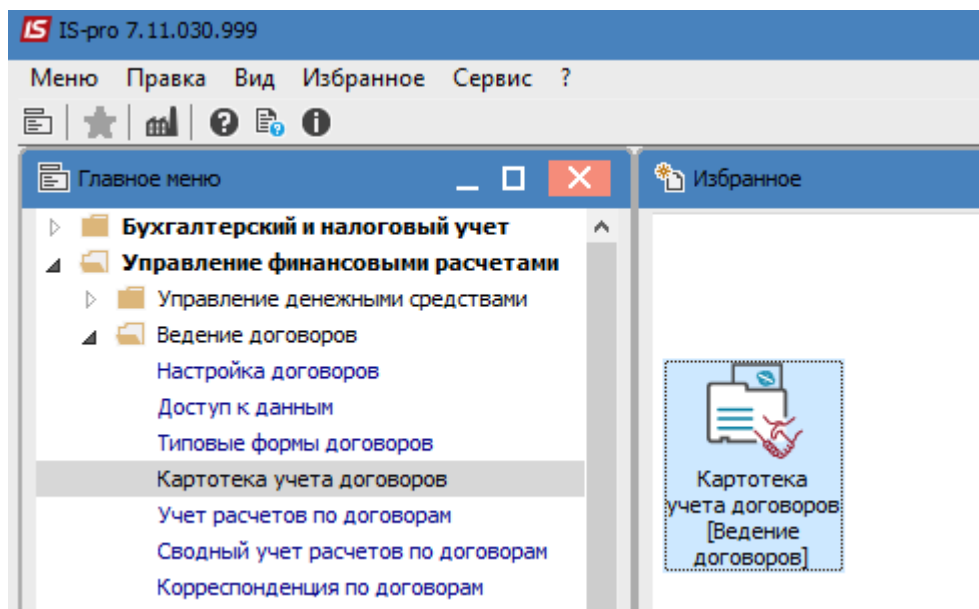 IS-pro 7.11.030.999
Меню Правка Вид Избранное Сервис ?
Главное меню
Избранное
Бухгалтерский и налоговый учет
Управление финансовыми расчетами
Управление денежными средствами
Ведение договоров
Настройка договоров
Доступ к данным
Типовые формы договоров
Картотека учета договоров
Учет расчетов по договорам
Сводный учет расчетов по договорам
Корреспонденция по договорам
Картотека
учета договоров
[Ведение
договоров]